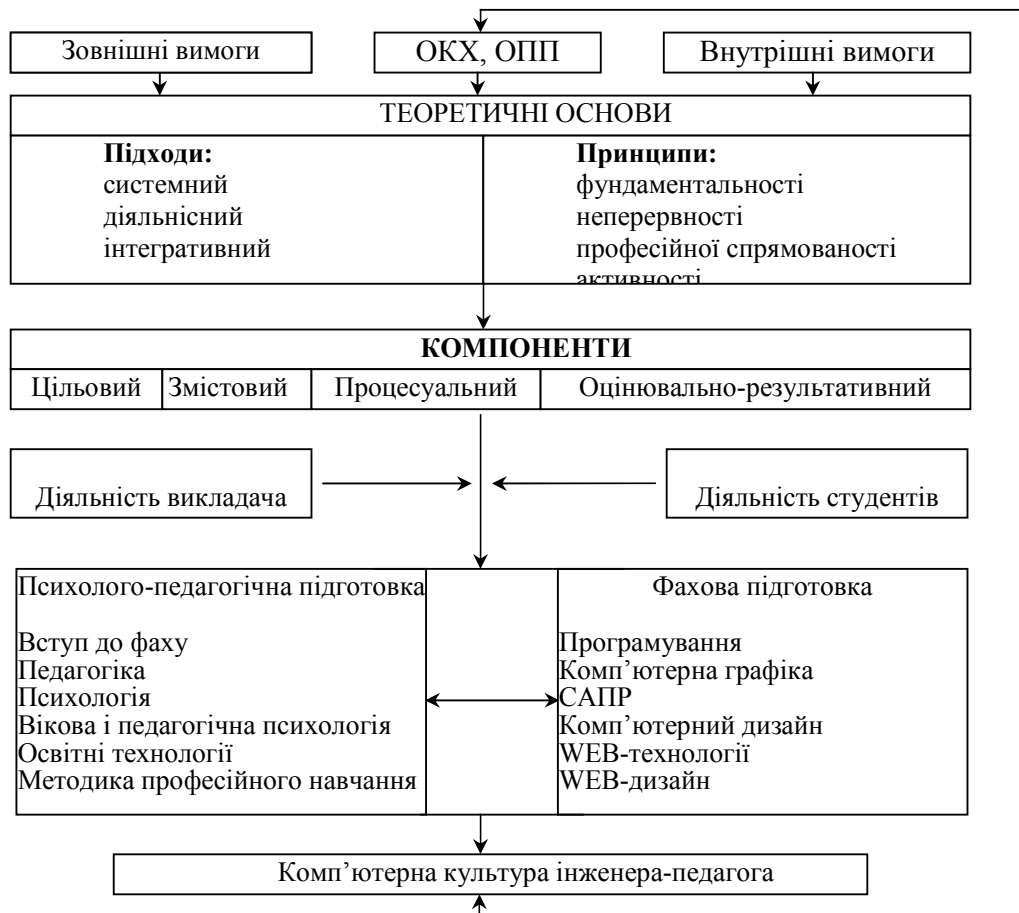 Зовнішні вимоги
ОКХ, ОПП
Внутрішні вимоги
ТЕОРЕТИЧНІ ОСНОВИ
Підходи:
системний
діяльнісний
інтегративний
Принципи:
фундаментальності
неперервності
професійної спрямованості
активності
КОМПОНЕНТИ
Цільовий
Змістовий
Процесуальний
Оцінювально-результативний
Діяльність викладача
Діяльність студентів
Психолого-педагогічна підготовка
Вступ до фаху
Педагогіка
Психологія
Вікова і педагогічна психологія
Освітні технології
Методика професійного навчання
Фахова підготовка
Програмування
Комп’ютерна графіка
САПР
Комп’ютерний дизайн
WEB-технології
WEB-дизайн
Комп’ютерна культура інженера-педагога